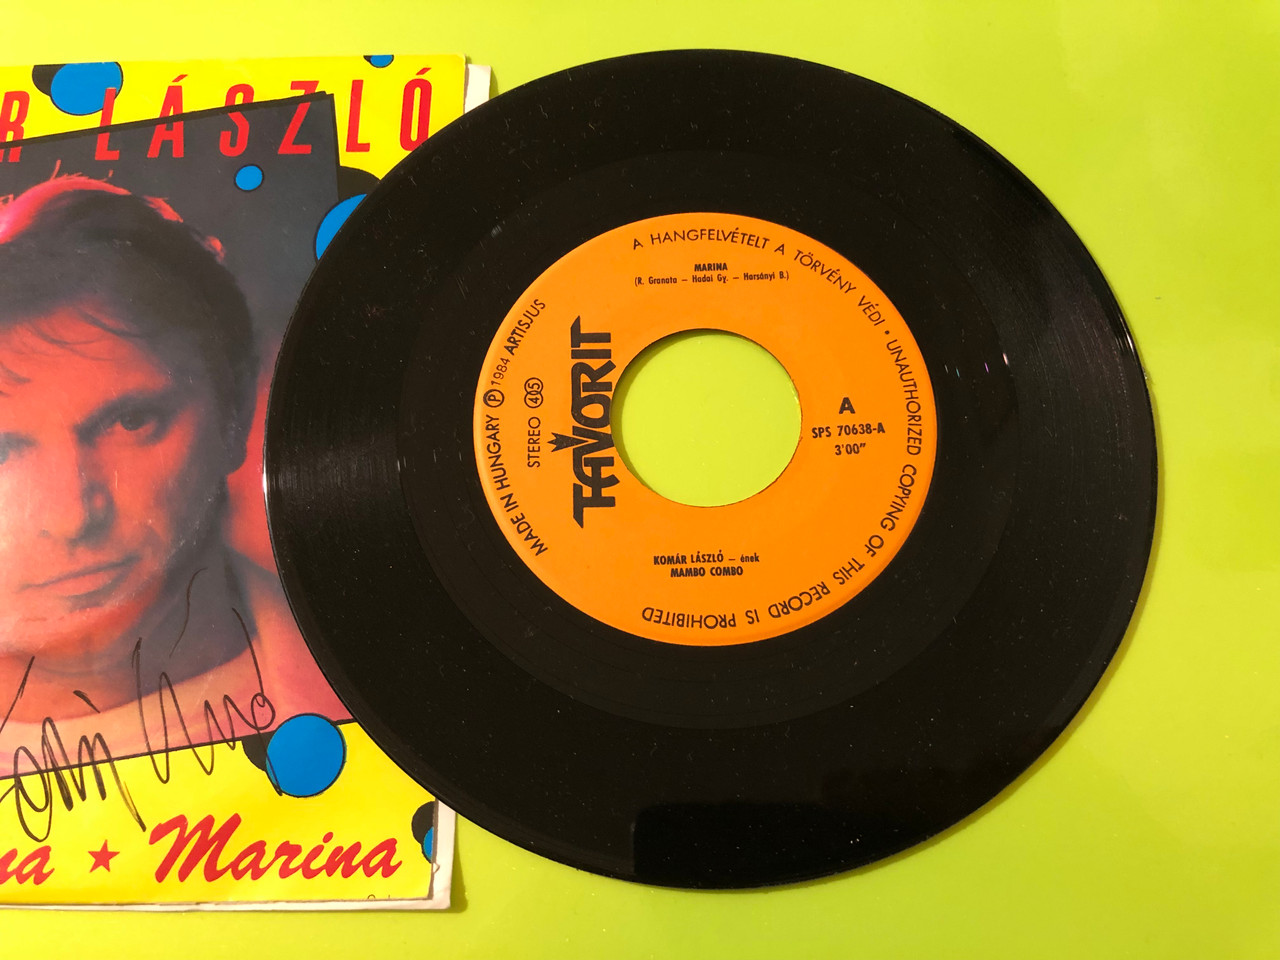 R LÁSZLÓ
na ★ Marina
A HANGFELVÉTELT A TÖRVÉNY VÉDI • UNAUTHORIZED COPYING OF THIS RECORD IS PROHIBITED
MADE IN HUNGARY Ⓟ 1984 ARTISJUS
MARINA
(R. Granata – Hadai Gy. – Harsányi B.)
STEREO 45
FAVORIT
A
SPS 70638-A
3'00"
KOMÁR LÁSZLÓ – ének
MAMBO COMBO